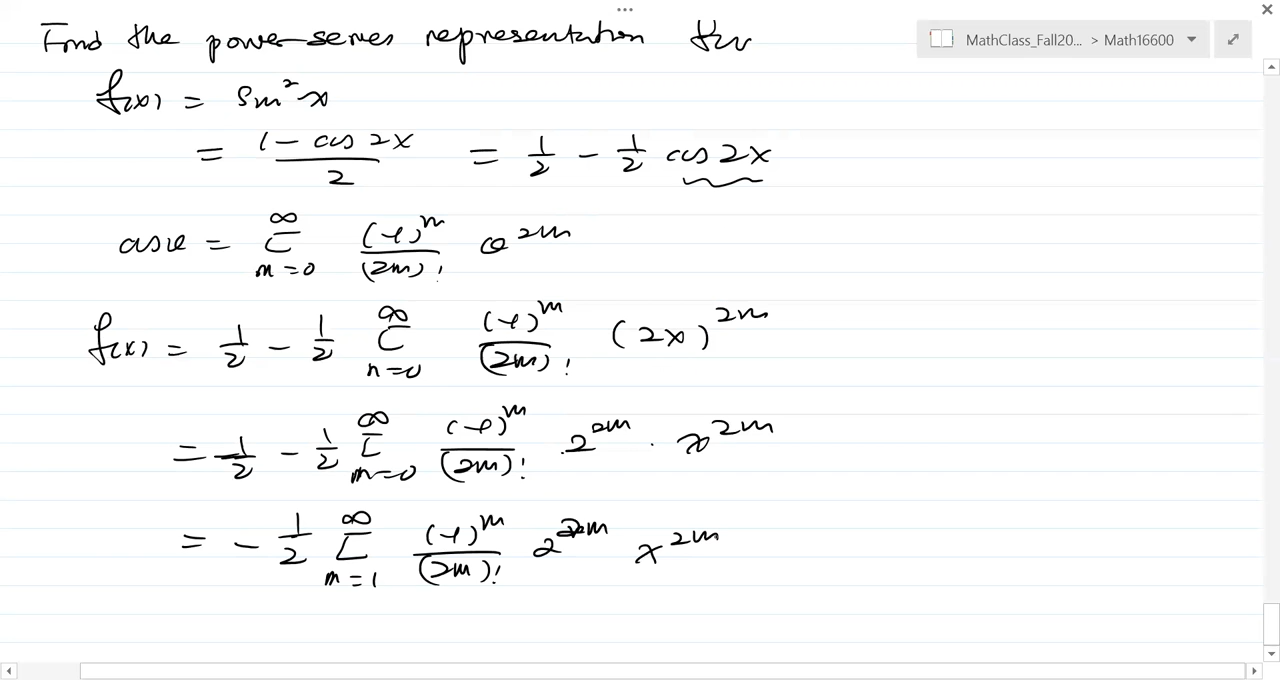 MathClass_Fall20... > Math16600
Find the power series representation for
f(x) = sin² x
= (1 - cos 2x)/2 = 1/2 - 1/2 cos 2x
cos θ = Σ_{n=0}^{∞} (-1)^n/(2n)! θ^{2n}
f(x) = 1/2 - 1/2 Σ_{n=0}^{∞} (-1)^n/(2n)! (2x)^{2n}
= 1/2 - 1/2 Σ_{n=0}^{∞} (-1)^n/(2n)! 2^{2n} · x^{2n}
= - 1/2 Σ_{n=1}^{∞} (-1)^n/(2n)! 2^{2n} x^{2n}